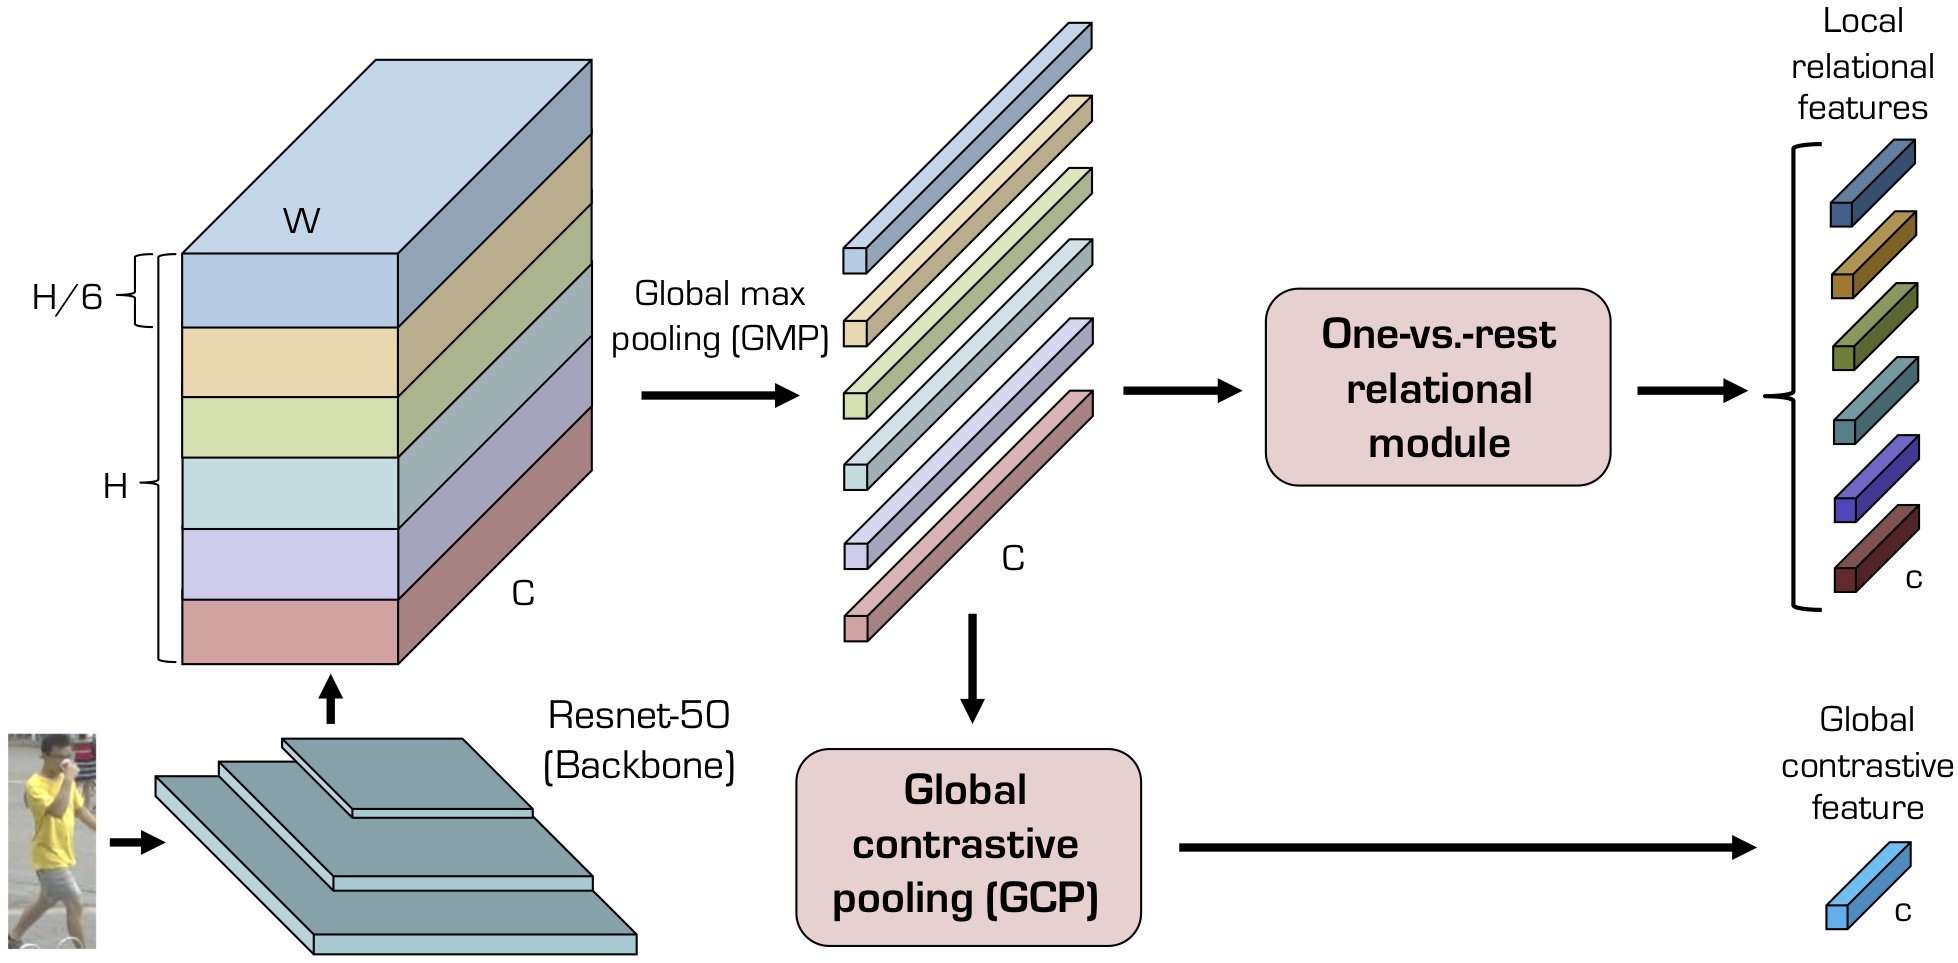 W
H/6
H
C
Global max
pooling (GMP)
C
One-vs.-rest
relational
module
Local
relational
features
c
Resnet-50
(Backbone)
Global
contrastive
pooling (GCP)
Global
contrastive
feature
c